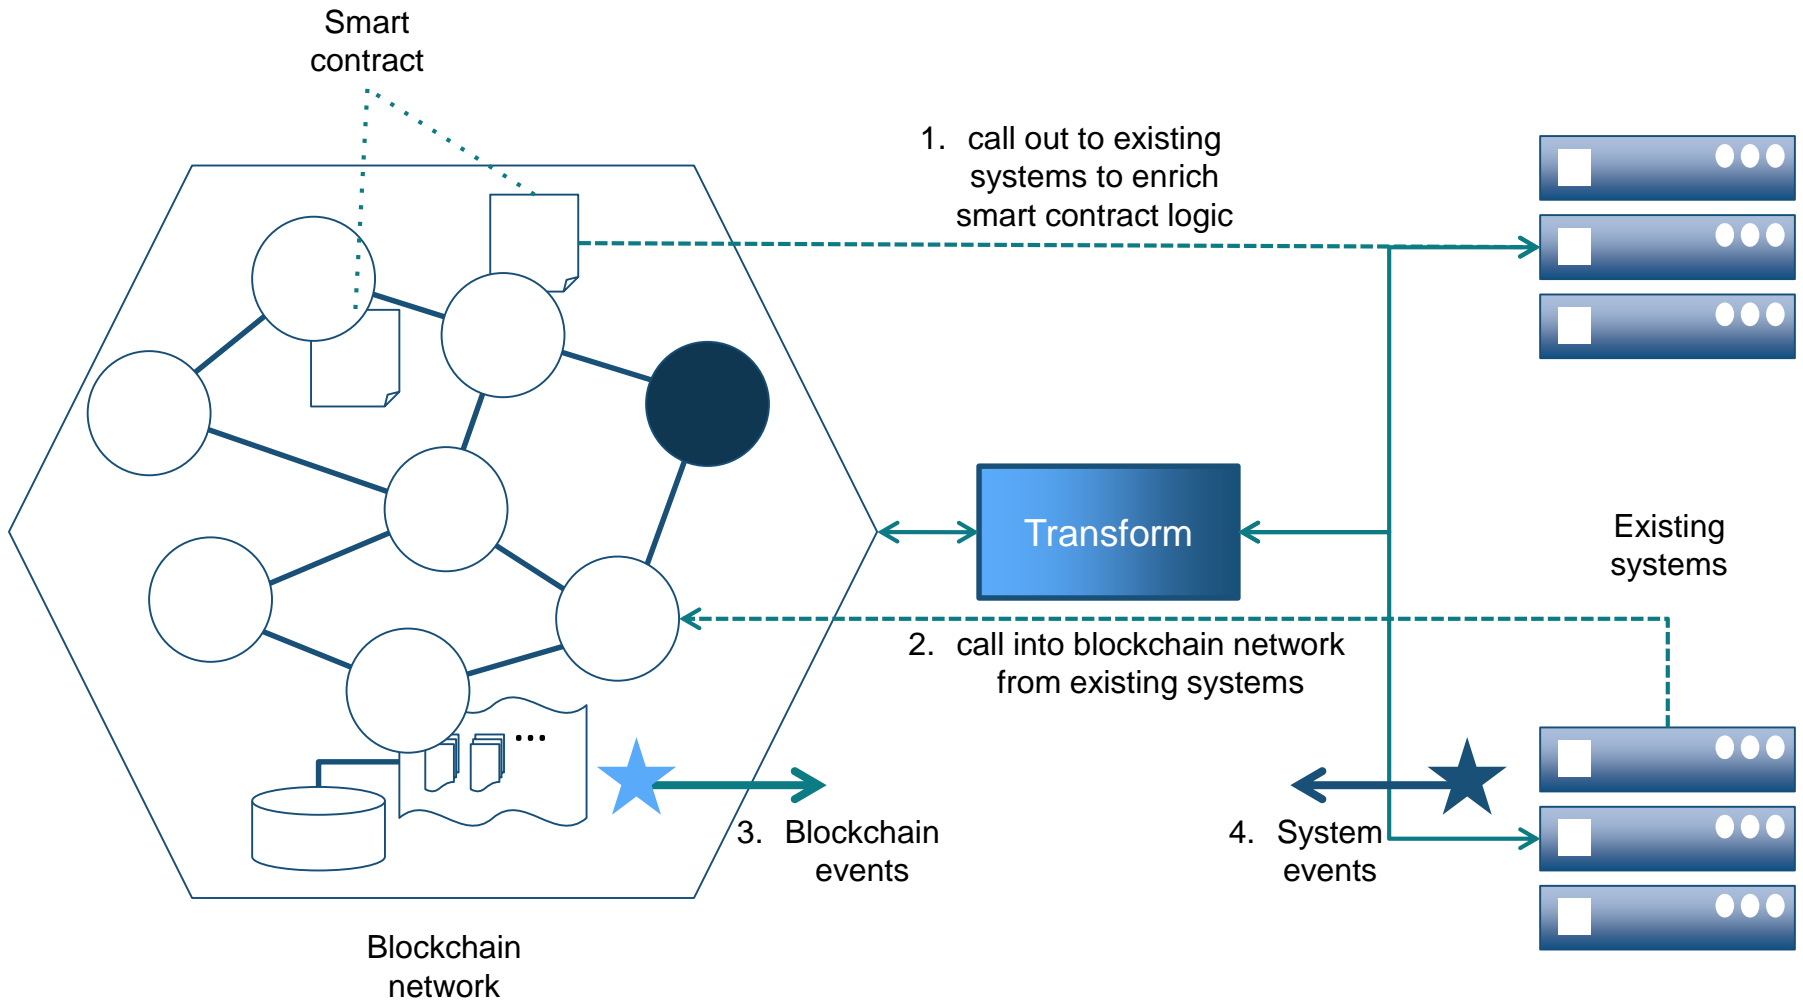 Smart
contract
1. call out to existing
systems to enrich
smart contract logic
Transform
Existing
systems
2. call into blockchain network
from existing systems
3. Blockchain
events
4. System
events
Blockchain
network